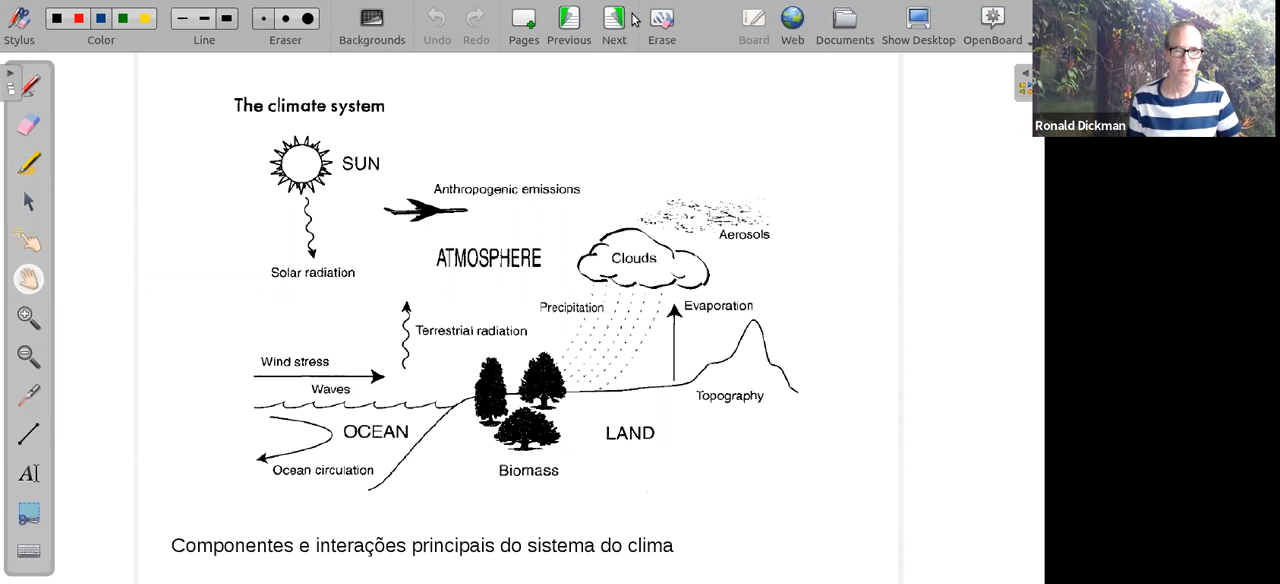 Stylus
Color
Line
Eraser
Backgrounds
Undo
Redo
Pages
Previous
Next
Erase
Board
Web
Documents
Show Desktop
OpenBoard
Ronald Dickman
The climate system
SUN
Anthropogenic emissions
Aerosols
ATMOSPHERE
Clouds
Solar radiation
Precipitation
Evaporation
Terrestrial radiation
Wind stress
Waves
Topography
OCEAN
LAND
Ocean circulation
Biomass
AI
Componentes e interações principais do sistema do clima